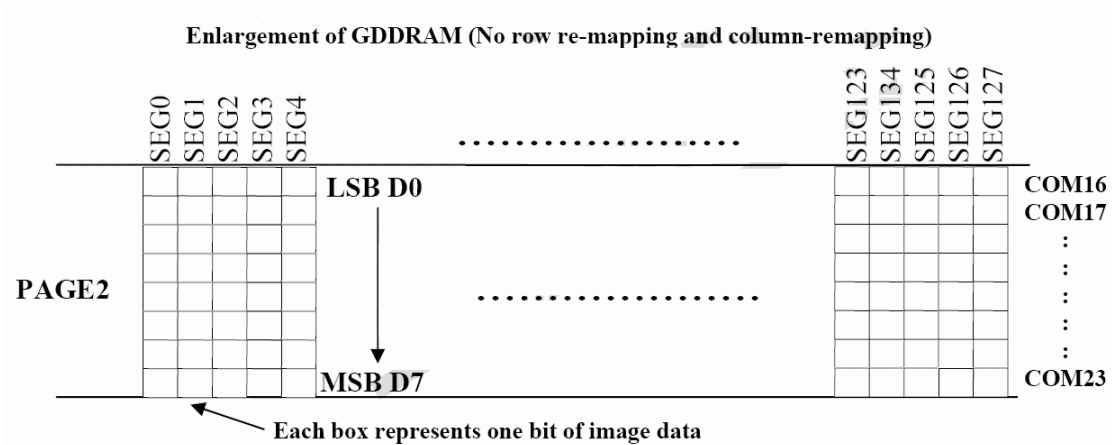 Enlargement of GDDRAM (No row re-mapping and column-remapping)
SEG0 SEG1 SEG2 SEG3 SEG4 .................... SEG123 SEG134 SEG125 SEG126 SEG127
LSB D0 COM16
COM17
:
:
PAGE2 .................... :
:
:
MSB D7 COM23
Each box represents one bit of image data